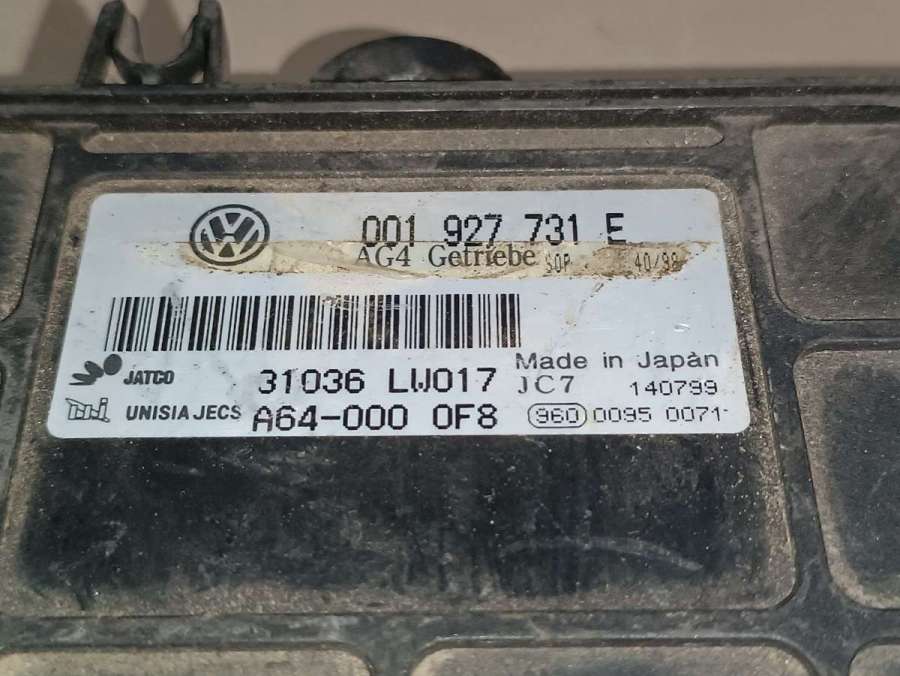 001 927 731 E
AG4 Getriebe SOP 40/98
JATCO 31036 LW017 Made in Japan
JC7 140799
UNISIA JECS A64-000 0F8 960 0095 0071